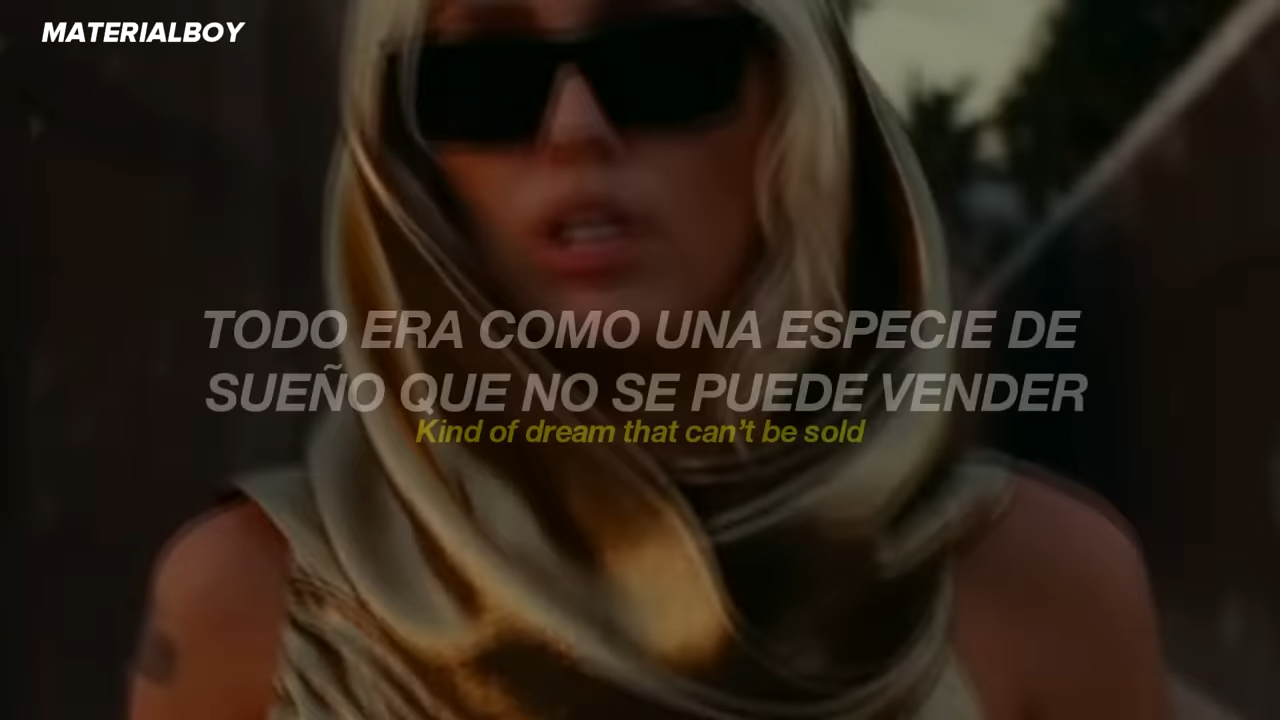 MATERIALBOY
TODO ERA COMO UNA ESPECIE DE
SUEÑO QUE NO SE PUEDE VENDER
Kind of dream that can't be sold